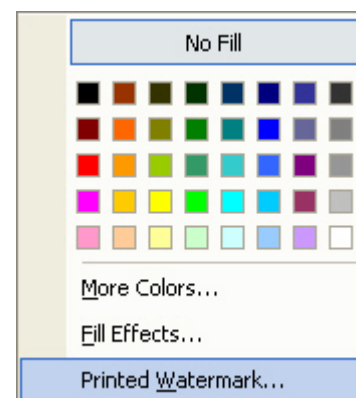 No Fill
More Colors...
Fill Effects...
Printed Watermark...